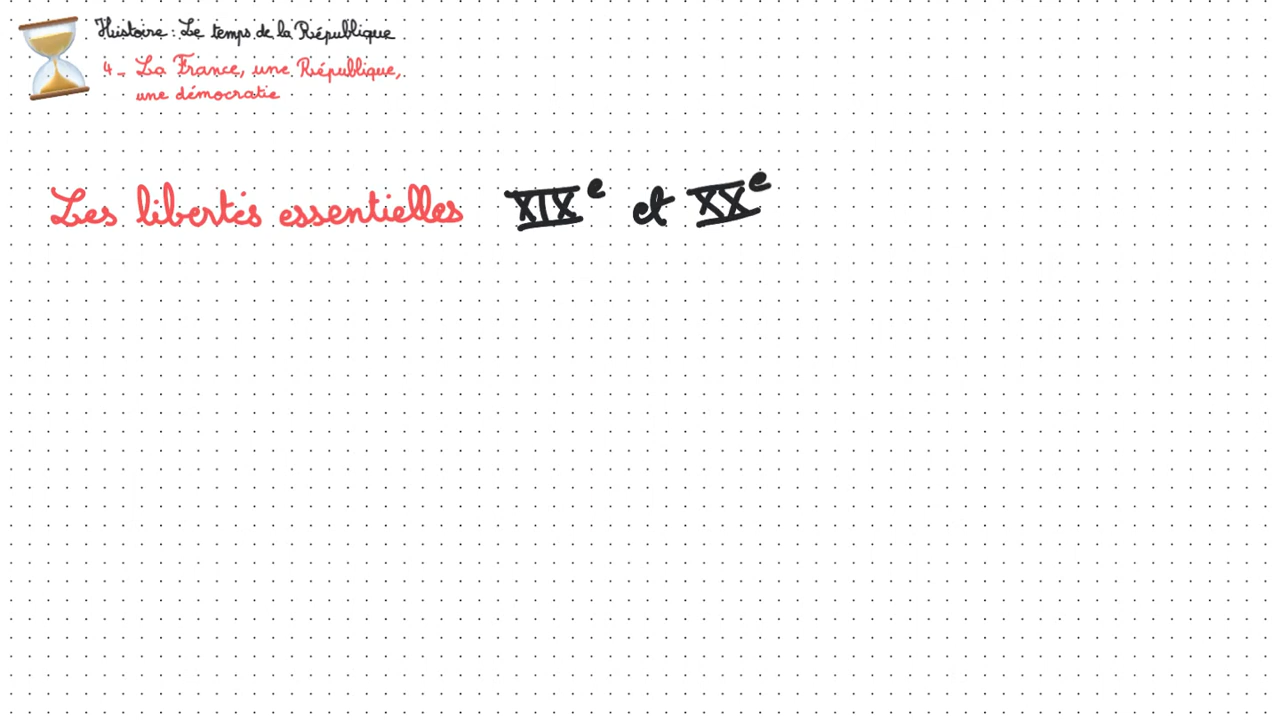 Histoire : Le temps de la République
4 - La France, une République,
une démocratie
Les libertés essentielles XIXe et XXe